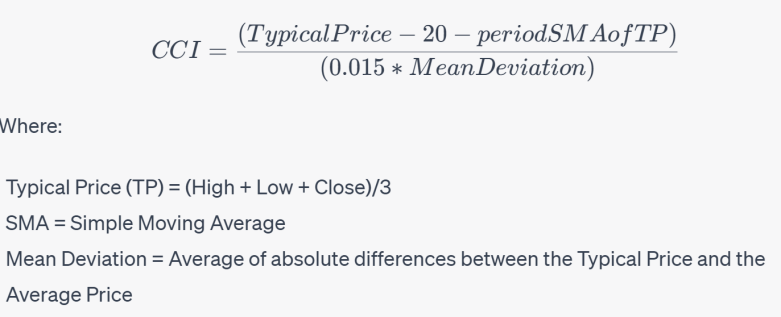 CCI = (TypicalPrice − 20 − periodSMAofTP) / (0.015 ∗ MeanDeviation)
Where:
Typical Price (TP) = (High + Low + Close)/3
SMA = Simple Moving Average
Mean Deviation = Average of absolute differences between the Typical Price and the
Average Price